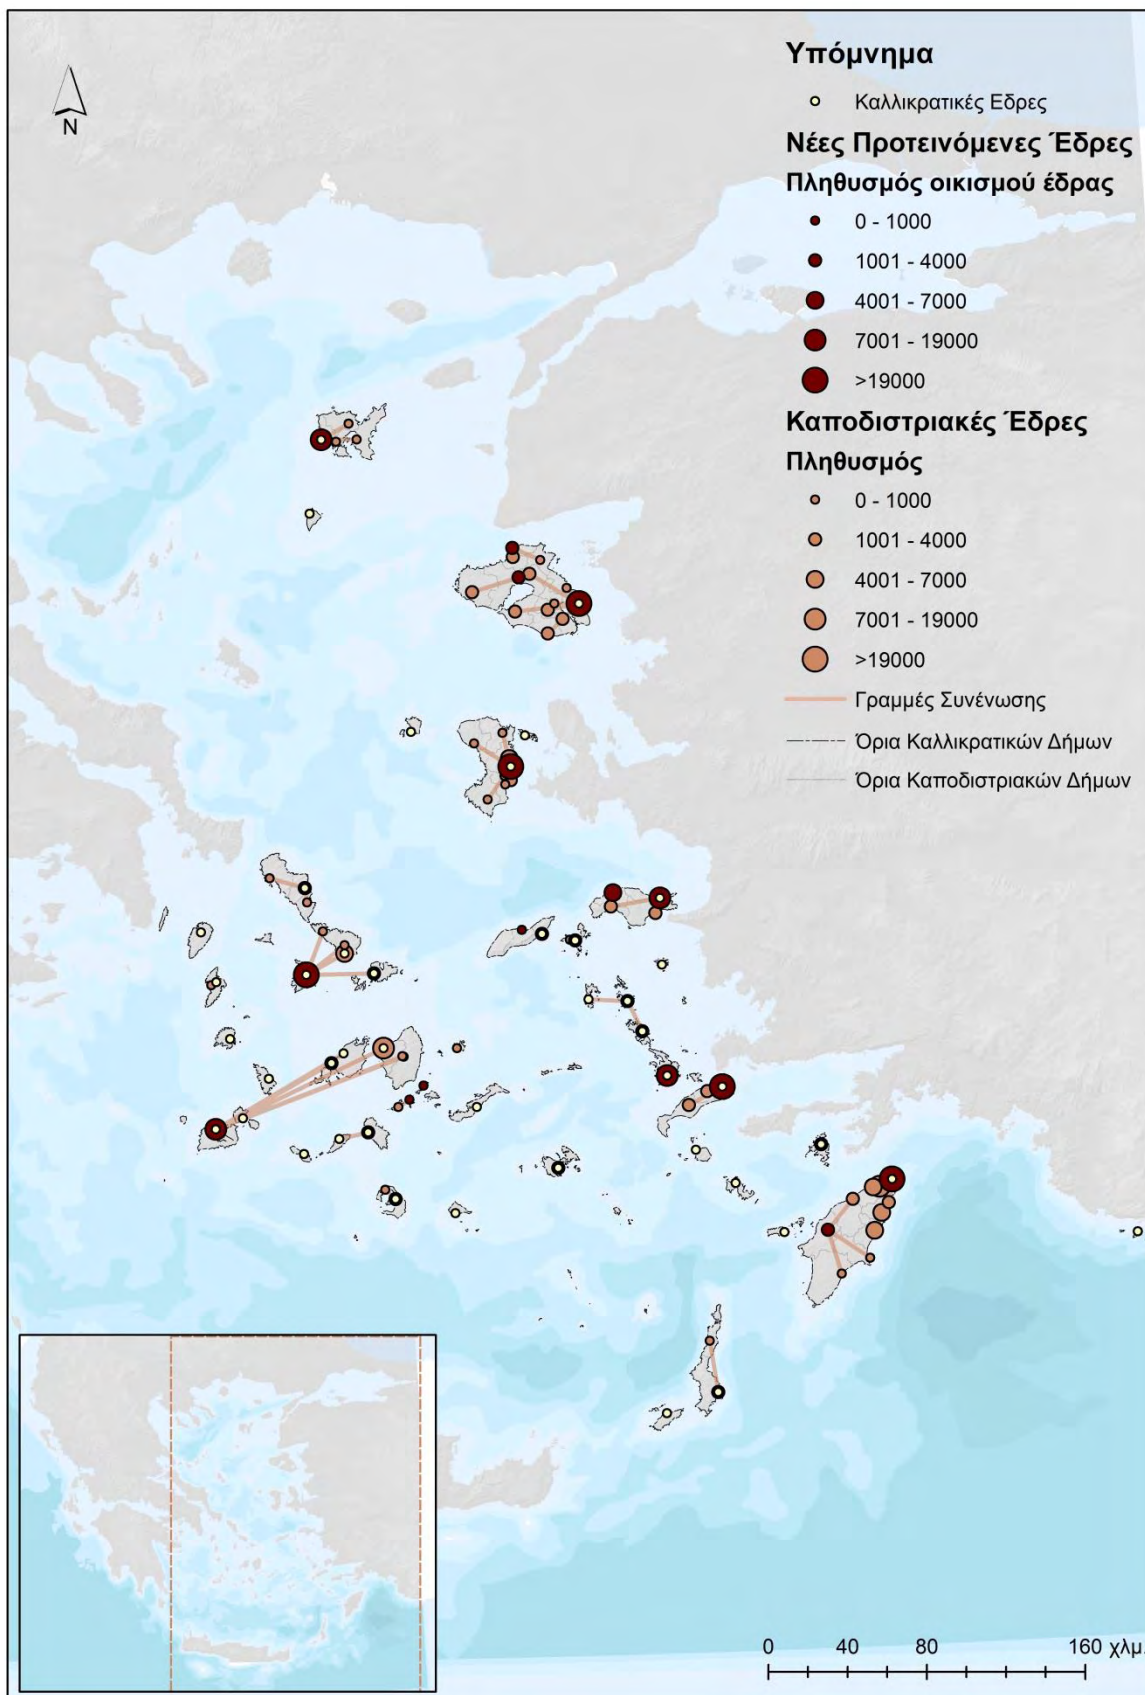 Υπόμνημα
Καλλικρατικές Εδρες
Νέες Προτεινόμενες Έδρες
Πληθυσμός οικισμού έδρας
0 - 1000
1001 - 4000
4001 - 7000
7001 - 19000
>19000
Καποδιστριακές Έδρες
Πληθυσμός
0 - 1000
1001 - 4000
4001 - 7000
7001 - 19000
>19000
Γραμμές Συνένωσης
Όρια Καλλικρατικών Δήμων
Όρια Καποδιστριακών Δήμων
N
0 40 80 160 χλμ.